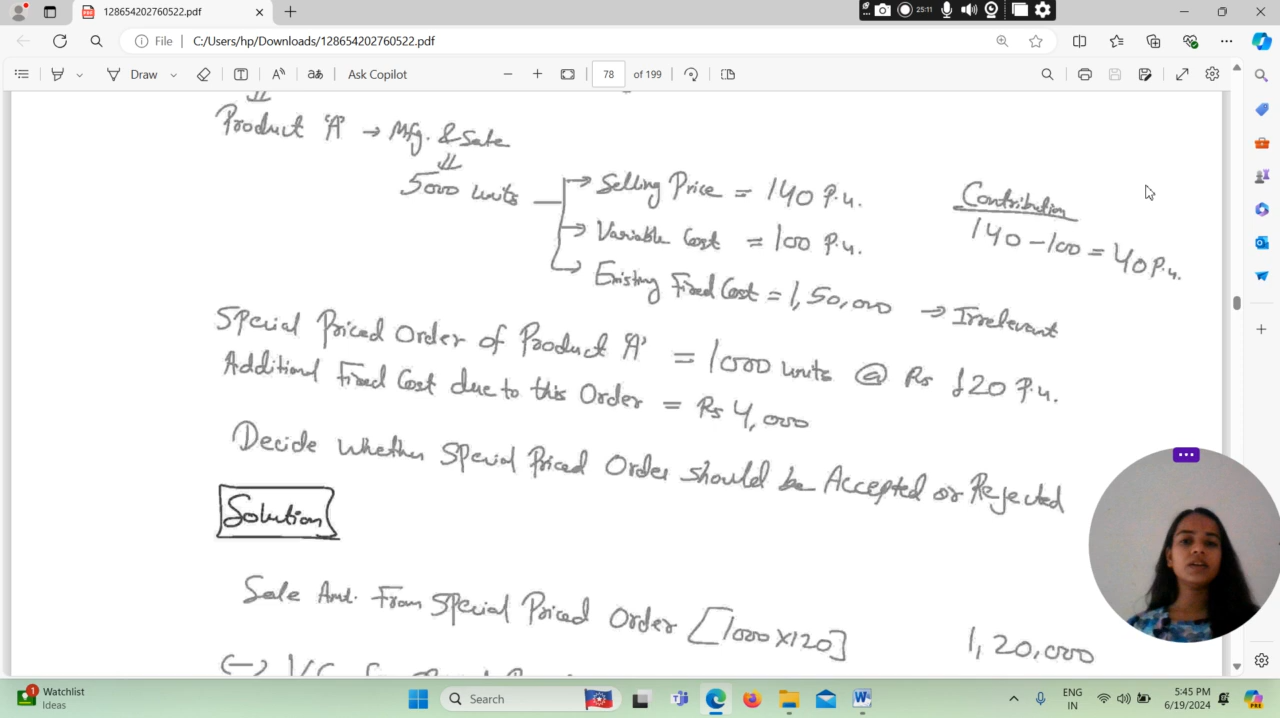 128654202760522.pdf
25:11
File C:/Users/hp/Downloads/128654202760522.pdf
Draw
Ask Copilot
78 of 199
Product 'A' → Mfg. & Sale
5000 units
→ Selling Price = 140 P.u.
→ Variable Cost = 100 P.u.
→ Existing Fixed Cost = 1,50,000 → Irrelevant
Contribution
140-100 = 40 P.u.
Special Priced Order of Product 'A' = 1000 units @ Rs 120 P.u.
Additional Fixed Cost due to this Order = Rs 4,000
Decide whether Special Priced Order should be Accepted or Rejected
Solution
Sale Amt. From Special Priced Order [1000×120] 1,20,000
Watchlist
Ideas
Search
ENG
IN
5:45 PM
6/19/2024